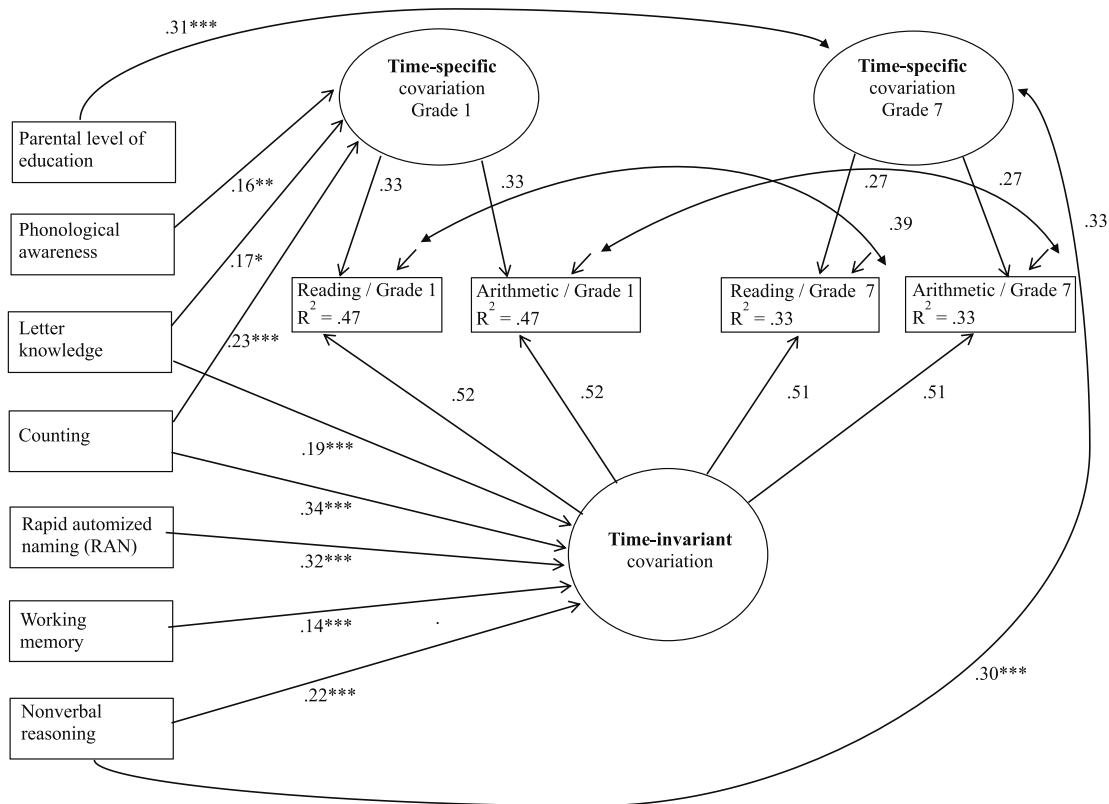 .31***
Time-specific
covariation
Grade 1
Time-specific
covariation
Grade 7
Parental level of
education
.16**
.33
.33
.27
.27
.33
Phonological
awareness
.39
.17*
Reading / Grade 1
R² = .47
Arithmetic / Grade 1
R² = .47
Reading / Grade 7
R² = .33
Arithmetic / Grade 7
R² = .33
Letter
knowledge
.23***
.52
.52
.51
.51
Counting
.19***
.34***
Rapid automized
naming (RAN)
.32***
Time-invariant
covariation
Working
memory
.14***
.22***
.30***
Nonverbal
reasoning